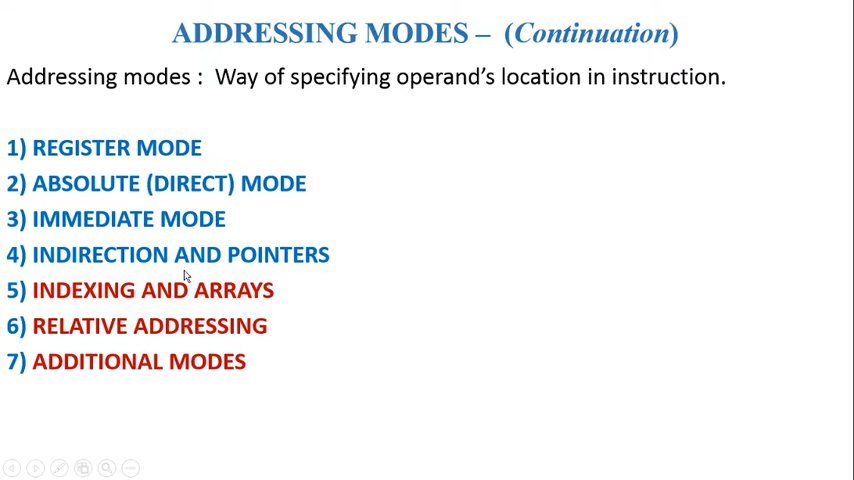 ADDRESSING MODES – (Continuation)
Addressing modes : Way of specifying operand’s location in instruction.
1) REGISTER MODE
2) ABSOLUTE (DIRECT) MODE
3) IMMEDIATE MODE
4) INDIRECTION AND POINTERS
5) INDEXING AND ARRAYS
6) RELATIVE ADDRESSING
7) ADDITIONAL MODES